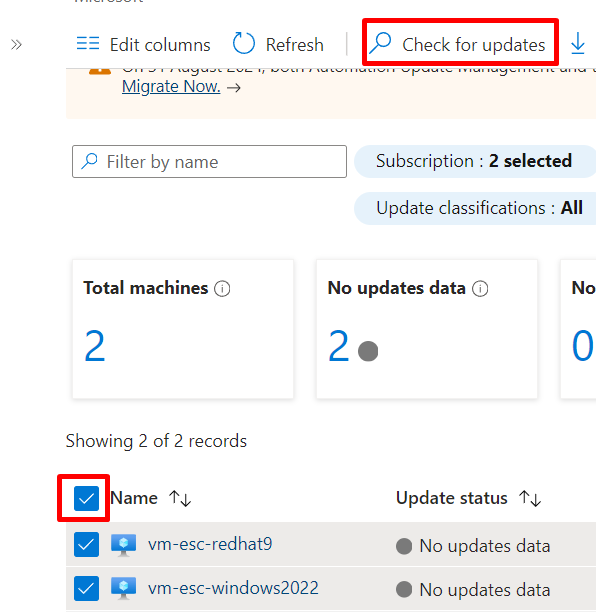 Microsoft
Edit columns Refresh Check for updates
On 31 August 2024, both Automation Update Management and
Migrate Now. →
Filter by name
Subscription : 2 selected
Update classifications : All
Total machines
No updates data
No
2
2
0
Showing 2 of 2 records
Name ↑↓ Update status ↑↓
vm-esc-redhat9 No updates data
vm-esc-windows2022 No updates data